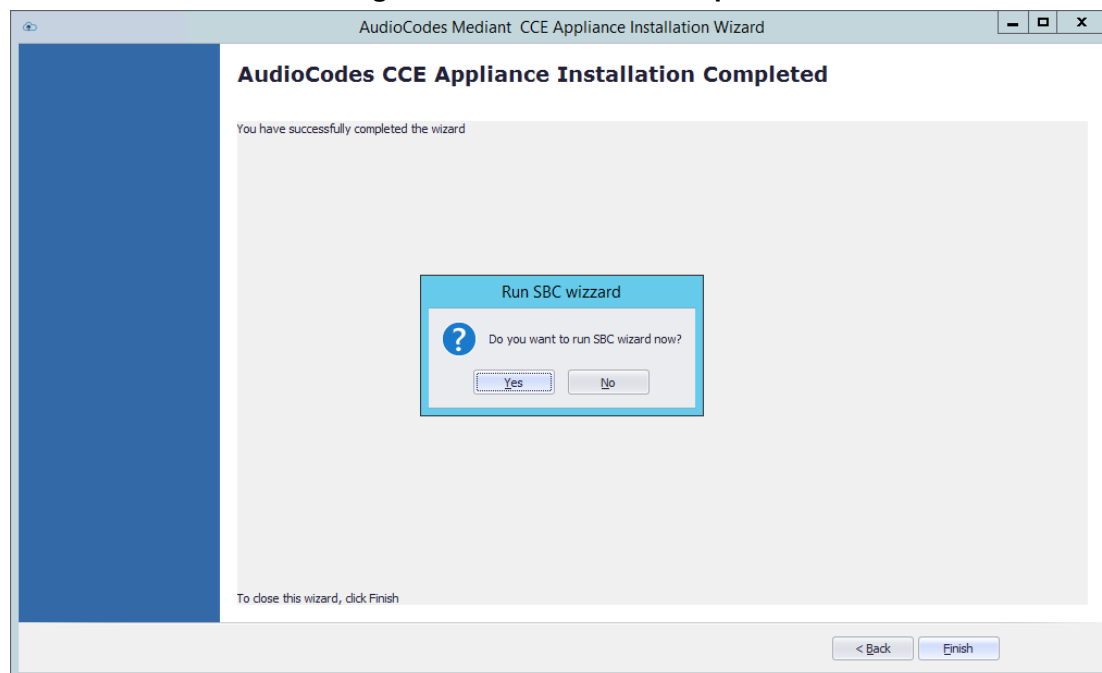 AudioCodes Mediant CCE Appliance Installation Wizard
AudioCodes CCE Appliance Installation Completed
You have successfully completed the wizard
Run SBC wizzard
Do you want to run SBC wizard now?
Yes No
To close this wizard, click Finish
< Back Finish